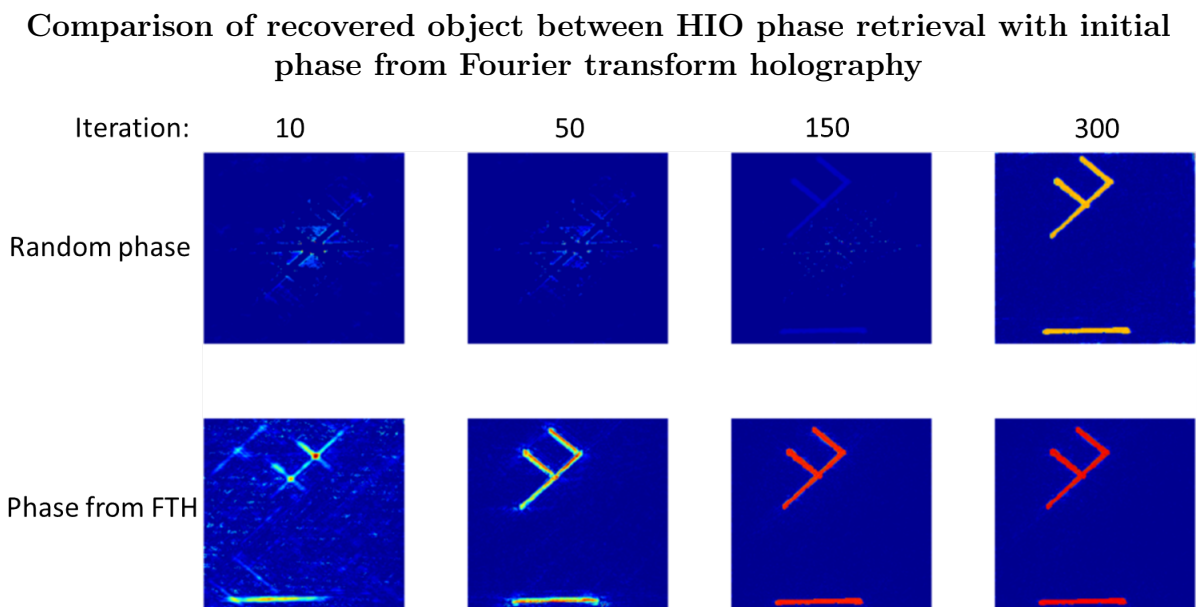 Comparison of recovered object between HIO phase retrieval with initial
phase from Fourier transform holography
Iteration: 10 50 150 300
Random phase
Phase from FTH